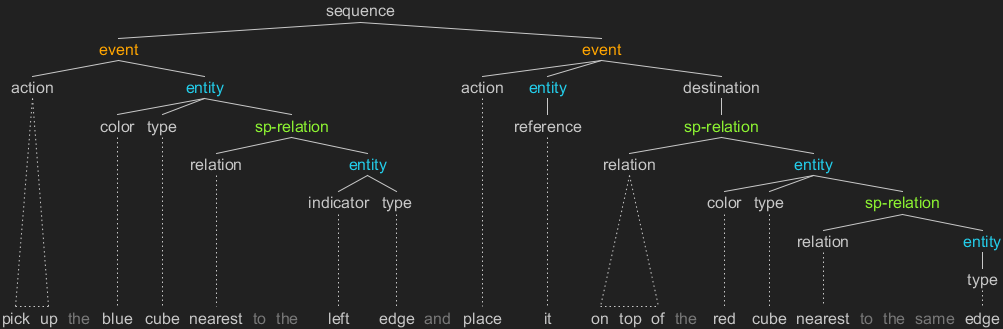 sequence
event event
action entity action entity destination
color type sp-relation reference sp-relation
relation entity relation entity
indicator type color type sp-relation
relation entity
type
pick up the blue cube nearest to the left edge and place it on top of the red cube nearest to the same edge